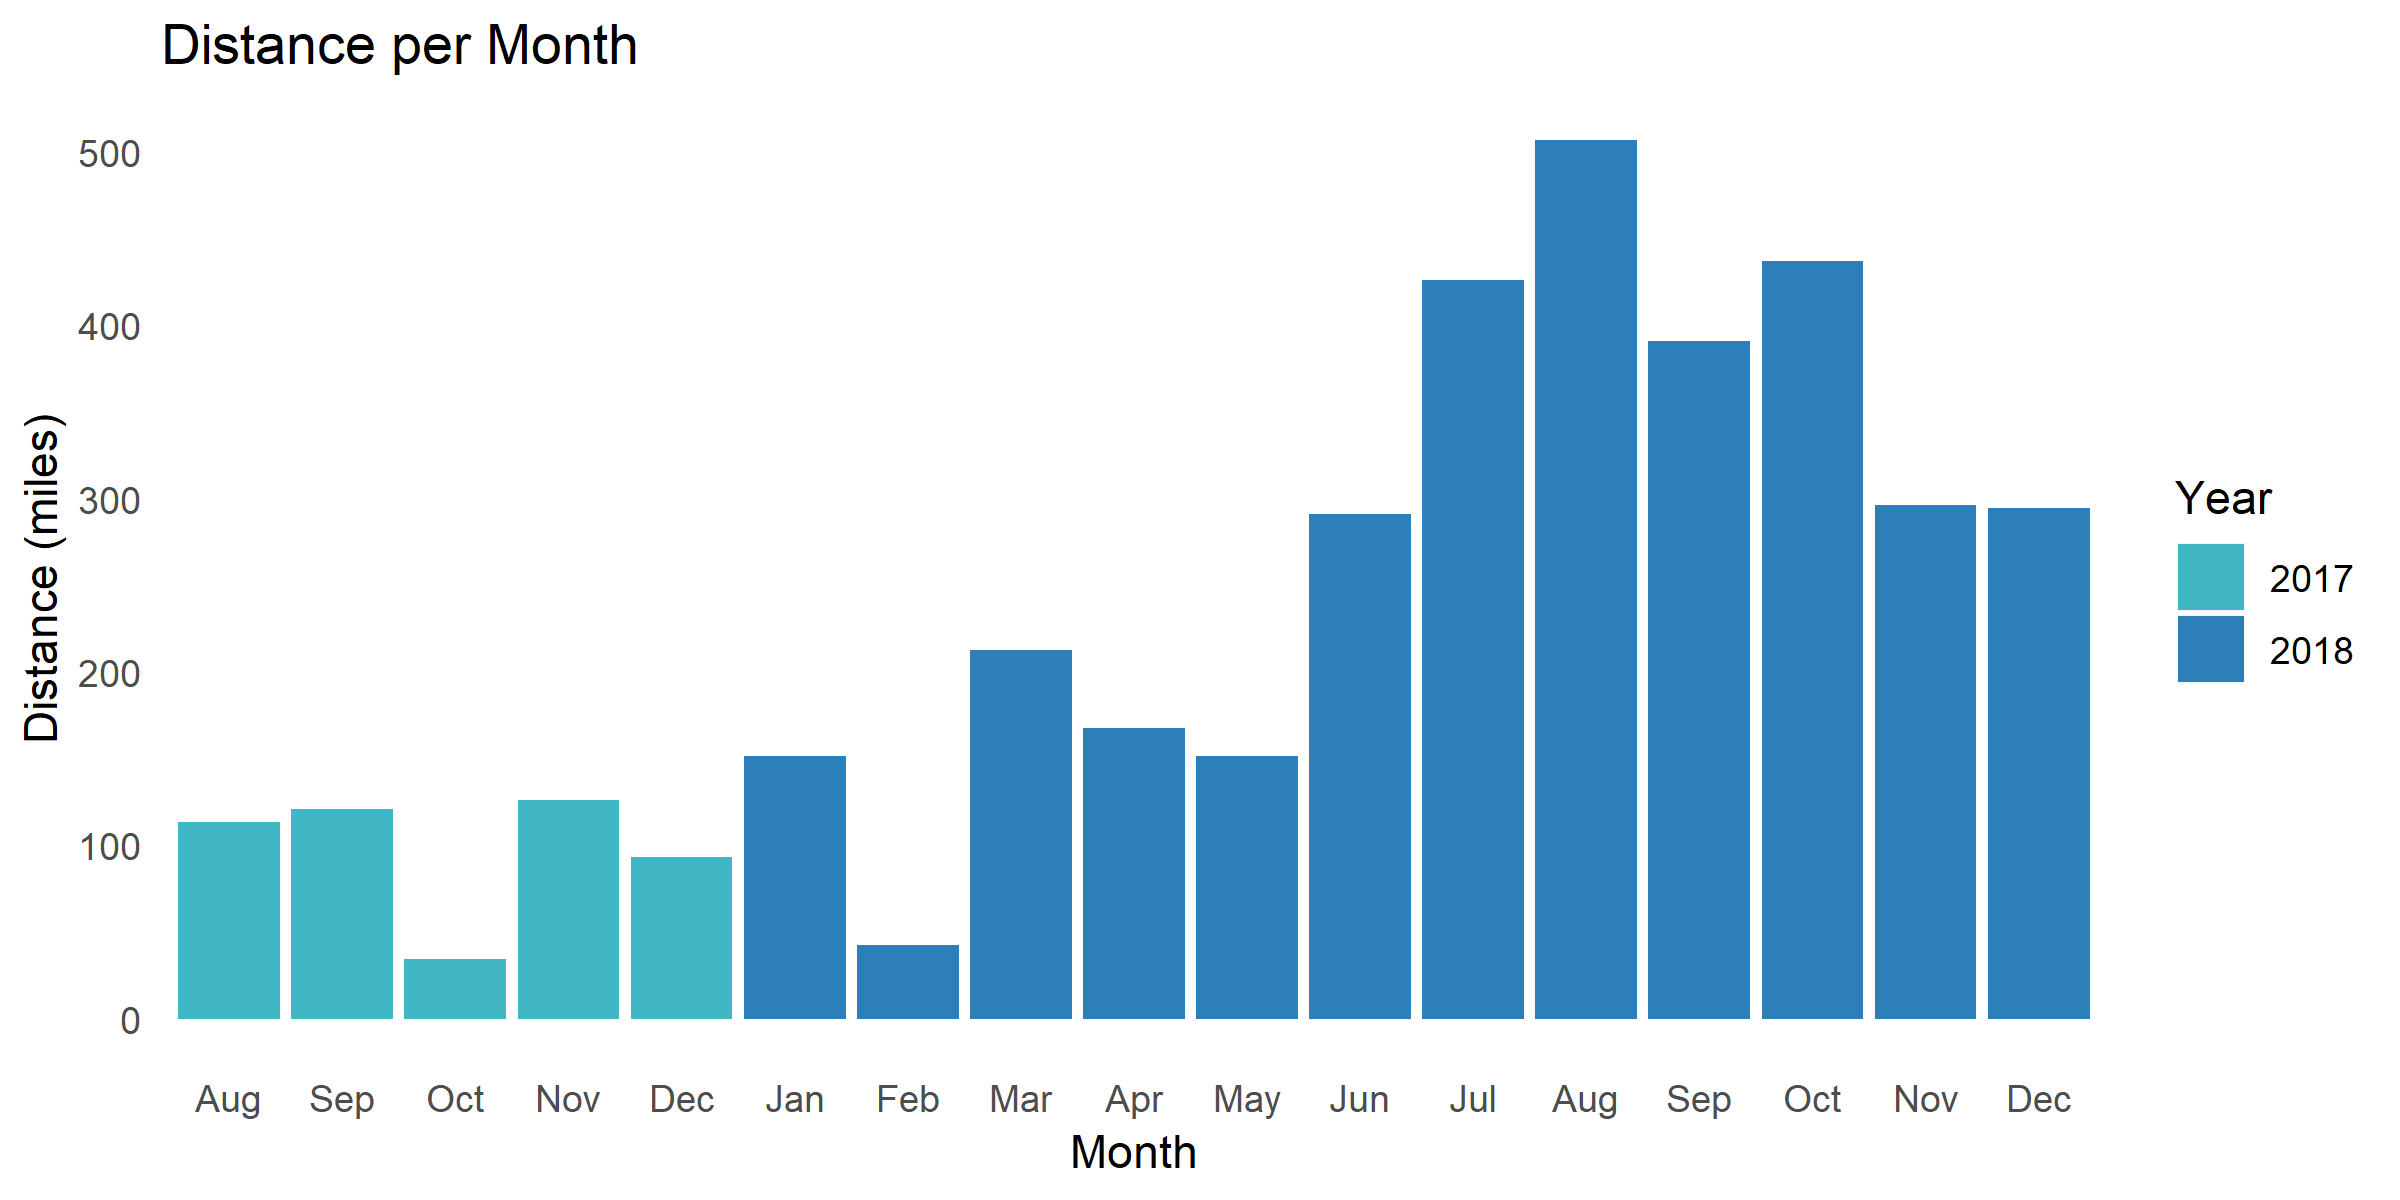 Distance per Month
Distance (miles)
500
400
300
200
100
0
Aug Sep Oct Nov Dec Jan Feb Mar Apr May Jun Jul Aug Sep Oct Nov Dec
Month
Year
2017
2018